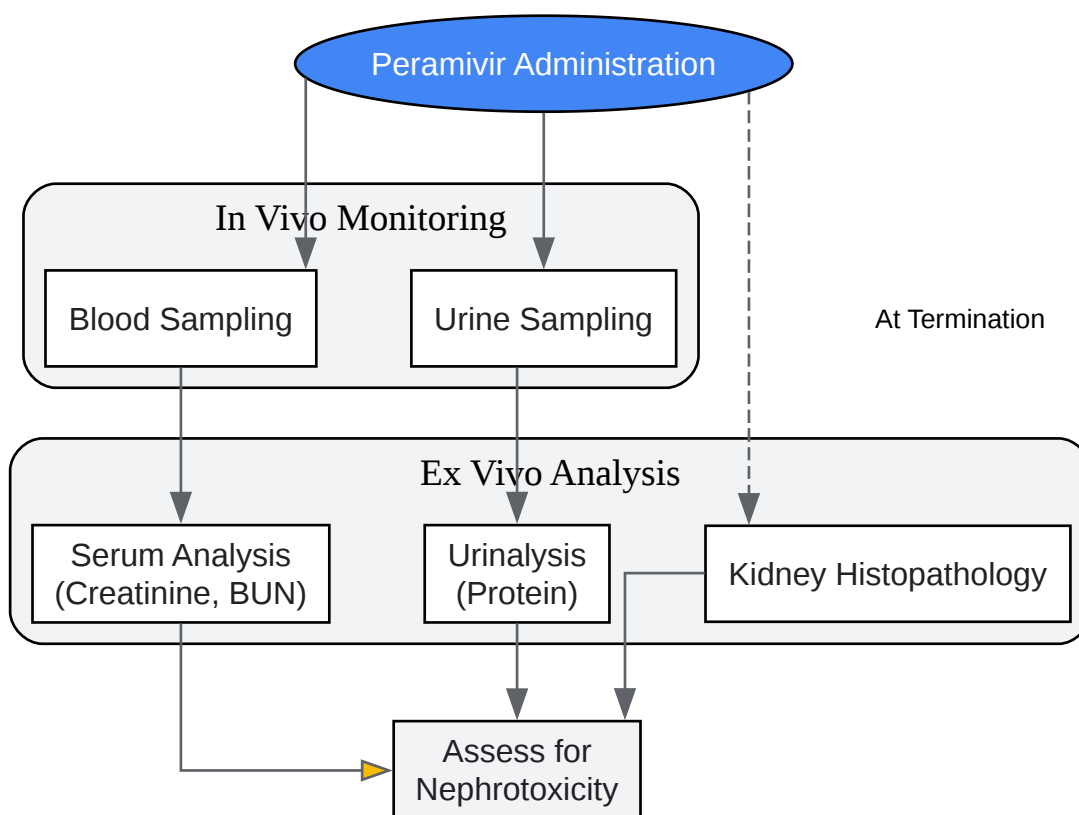 Peramivir Administration
In Vivo Monitoring
Blood Sampling
Urine Sampling
At Termination
Ex Vivo Analysis
Serum Analysis
(Creatinine, BUN)
Urinalysis
(Protein)
Kidney Histopathology
Assess for
Nephrotoxicity